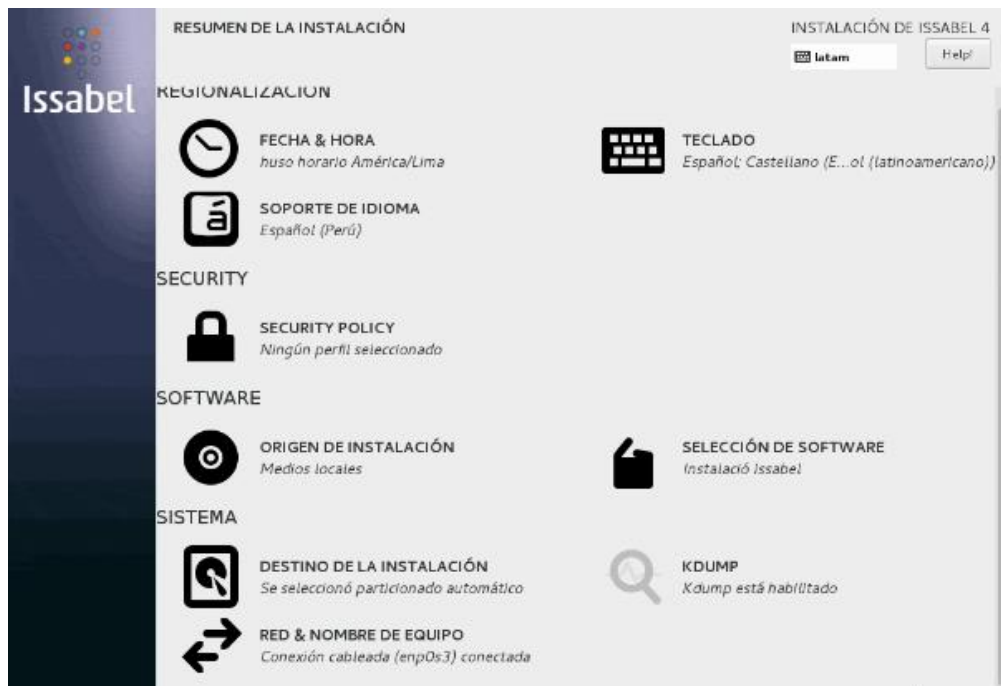 RESUMEN DE LA INSTALACIÓN
INSTALACIÓN DE ISSABEL 4
latam
Help!
Issabel
REGIONALIZACIÓN
FECHA & HORA
huso horario América/Lima
TECLADO
Español; Castellano (E...ol (latinoamericano))
SOPORTE DE IDIOMA
Español (Perú)
SECURITY
SECURITY POLICY
Ningún perfil seleccionado
SOFTWARE
ORIGEN DE INSTALACIÓN
Medios locales
SELECCIÓN DE SOFTWARE
Instalació Issabel
SISTEMA
DESTINO DE LA INSTALACIÓN
Se seleccionó particionado automático
KDUMP
Kdump está habilitado
RED & NOMBRE DE EQUIPO
Conexión cableada (enp0s3) conectada